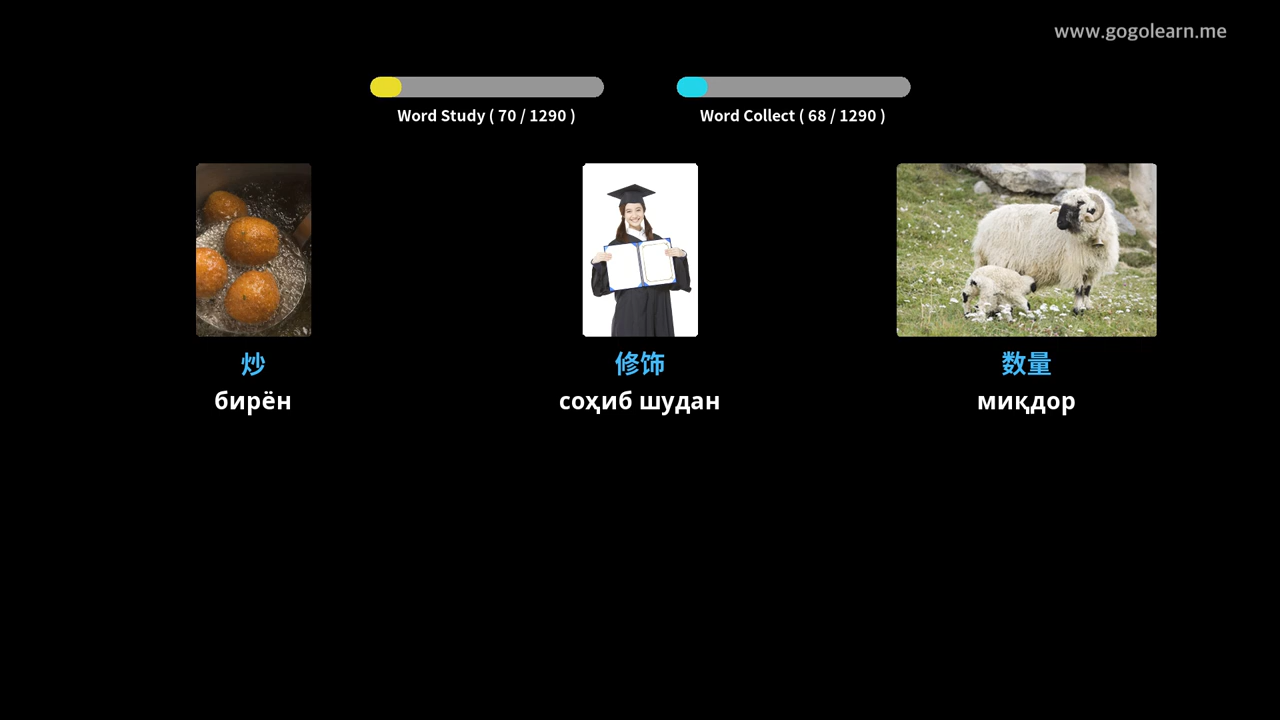 www.gogolearn.me
Word Study ( 70 / 1290 )
Word Collect ( 68 / 1290 )
炒
修饰
数量
бирён
соҳиб шудан
миқдор